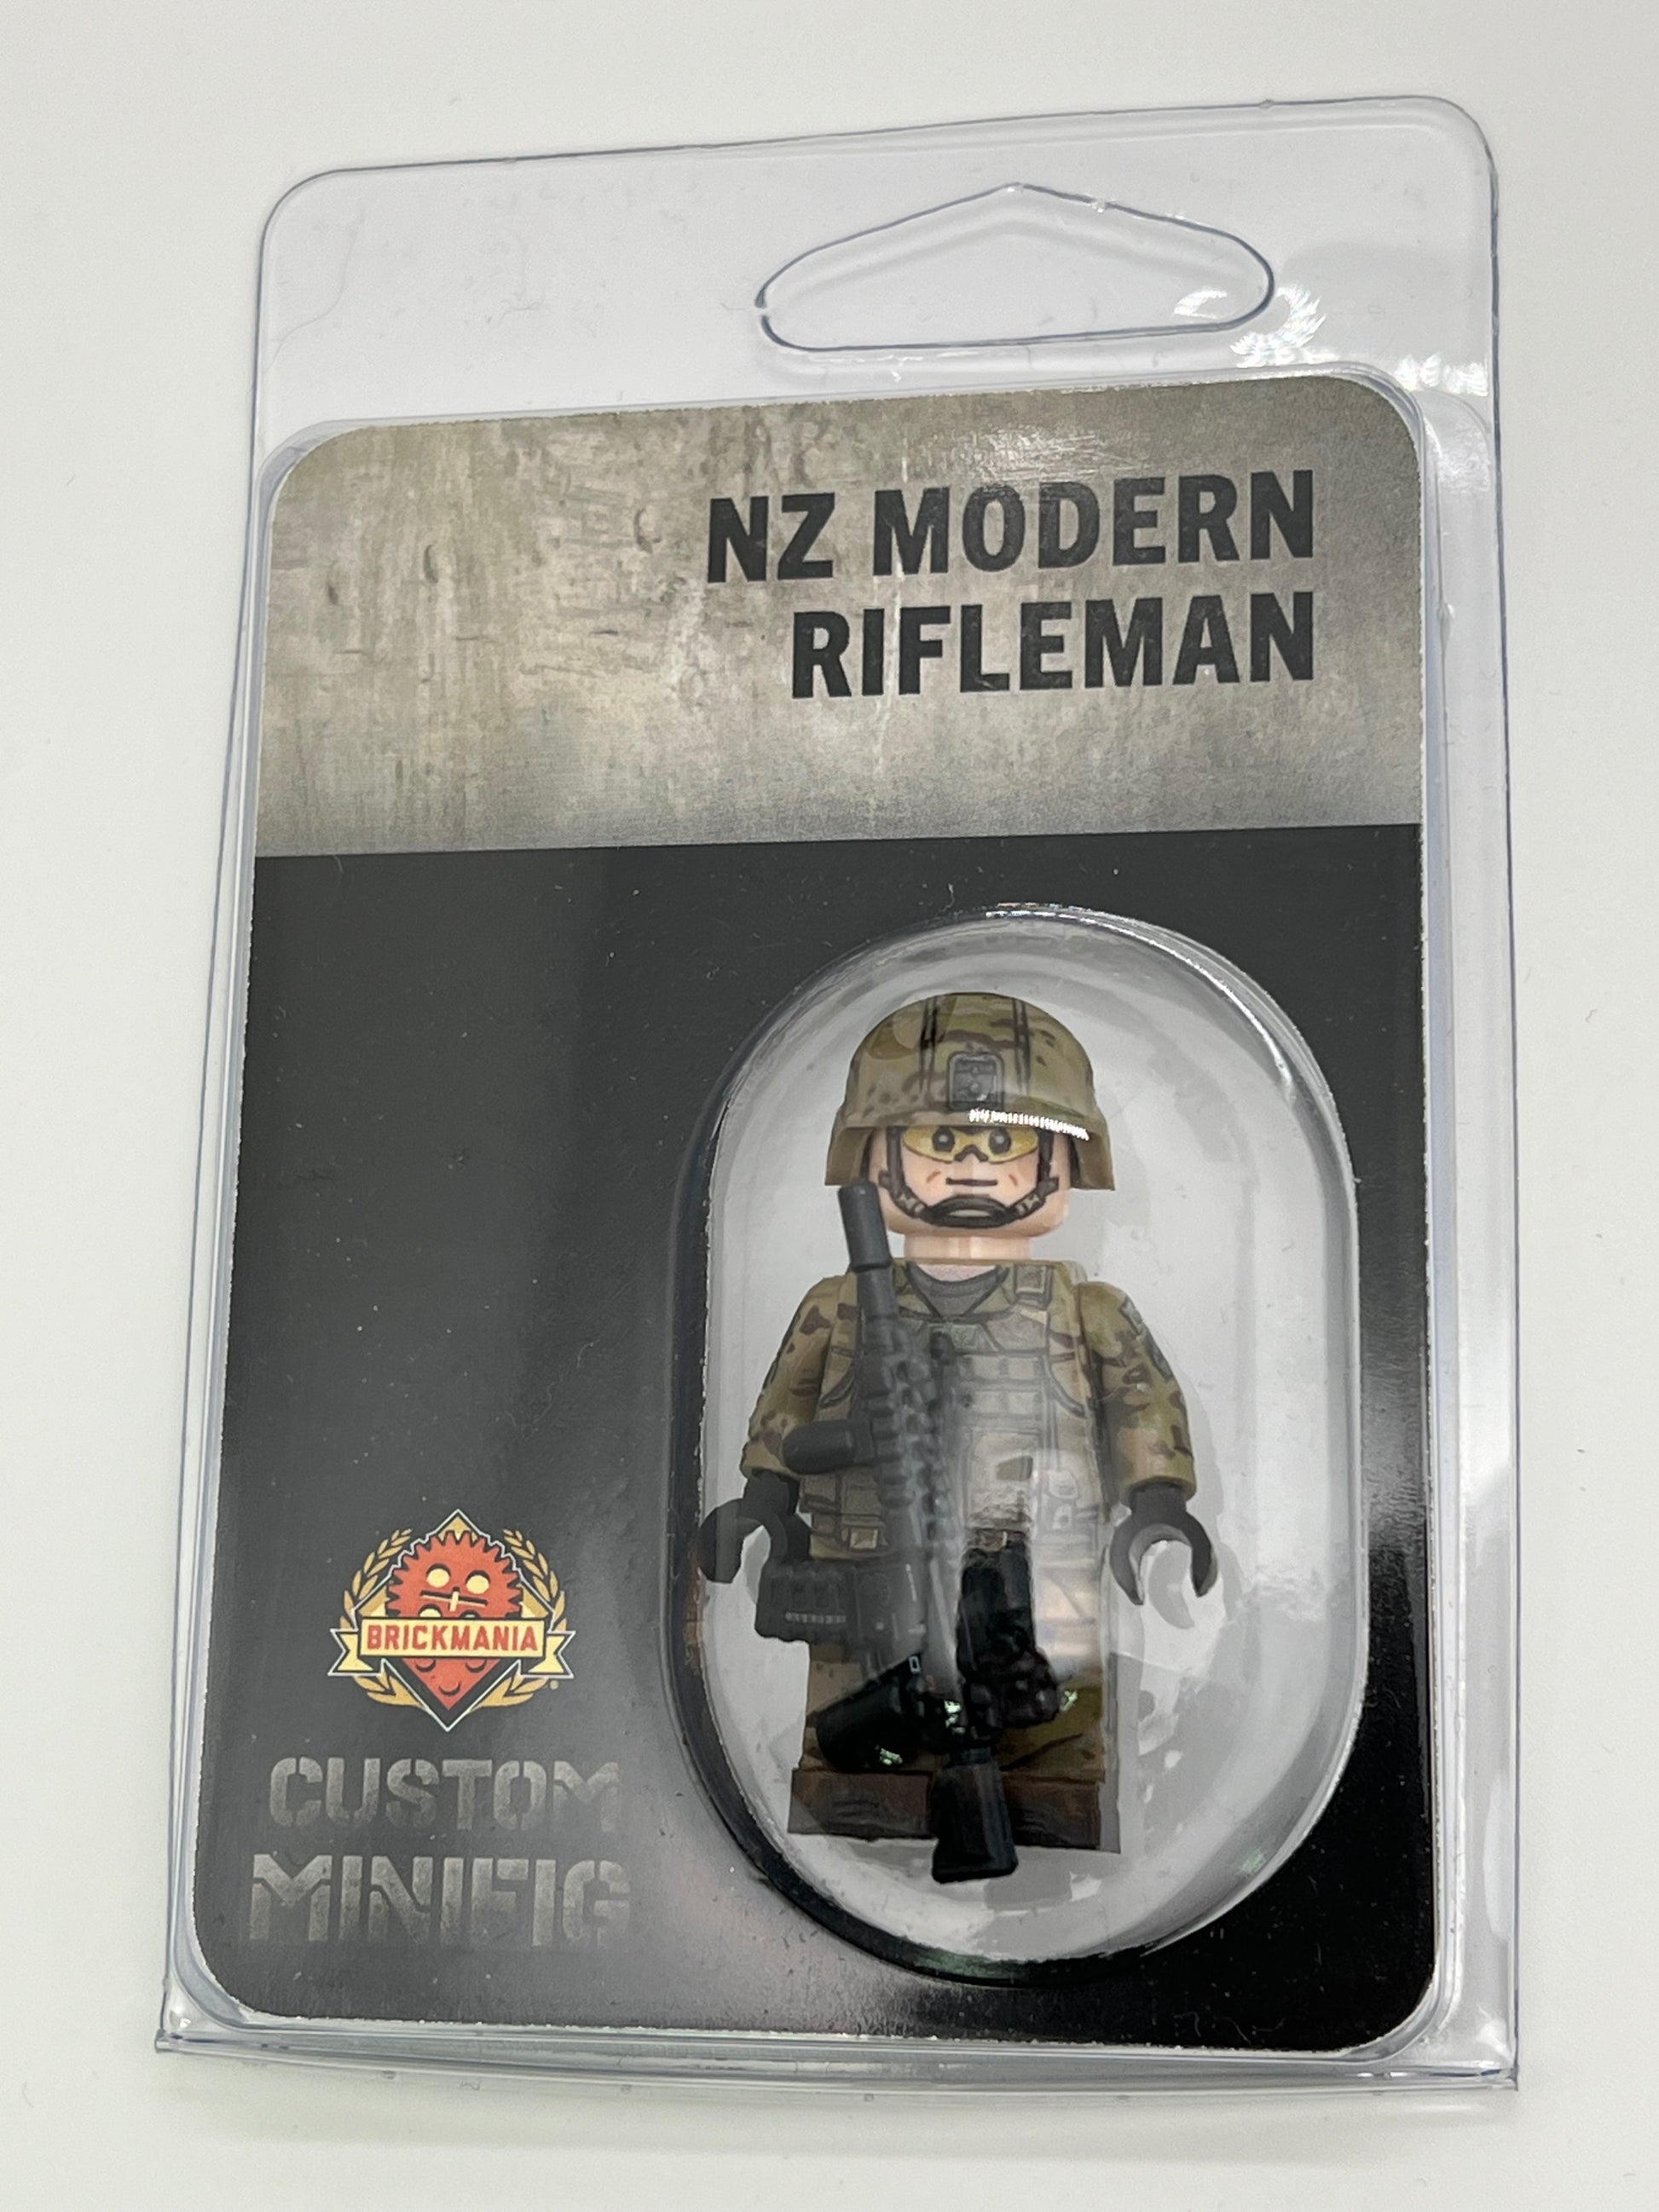 NZ MODERN
RIFLEMAN
BRICKMANIA
CUSTOM
MINIFIG